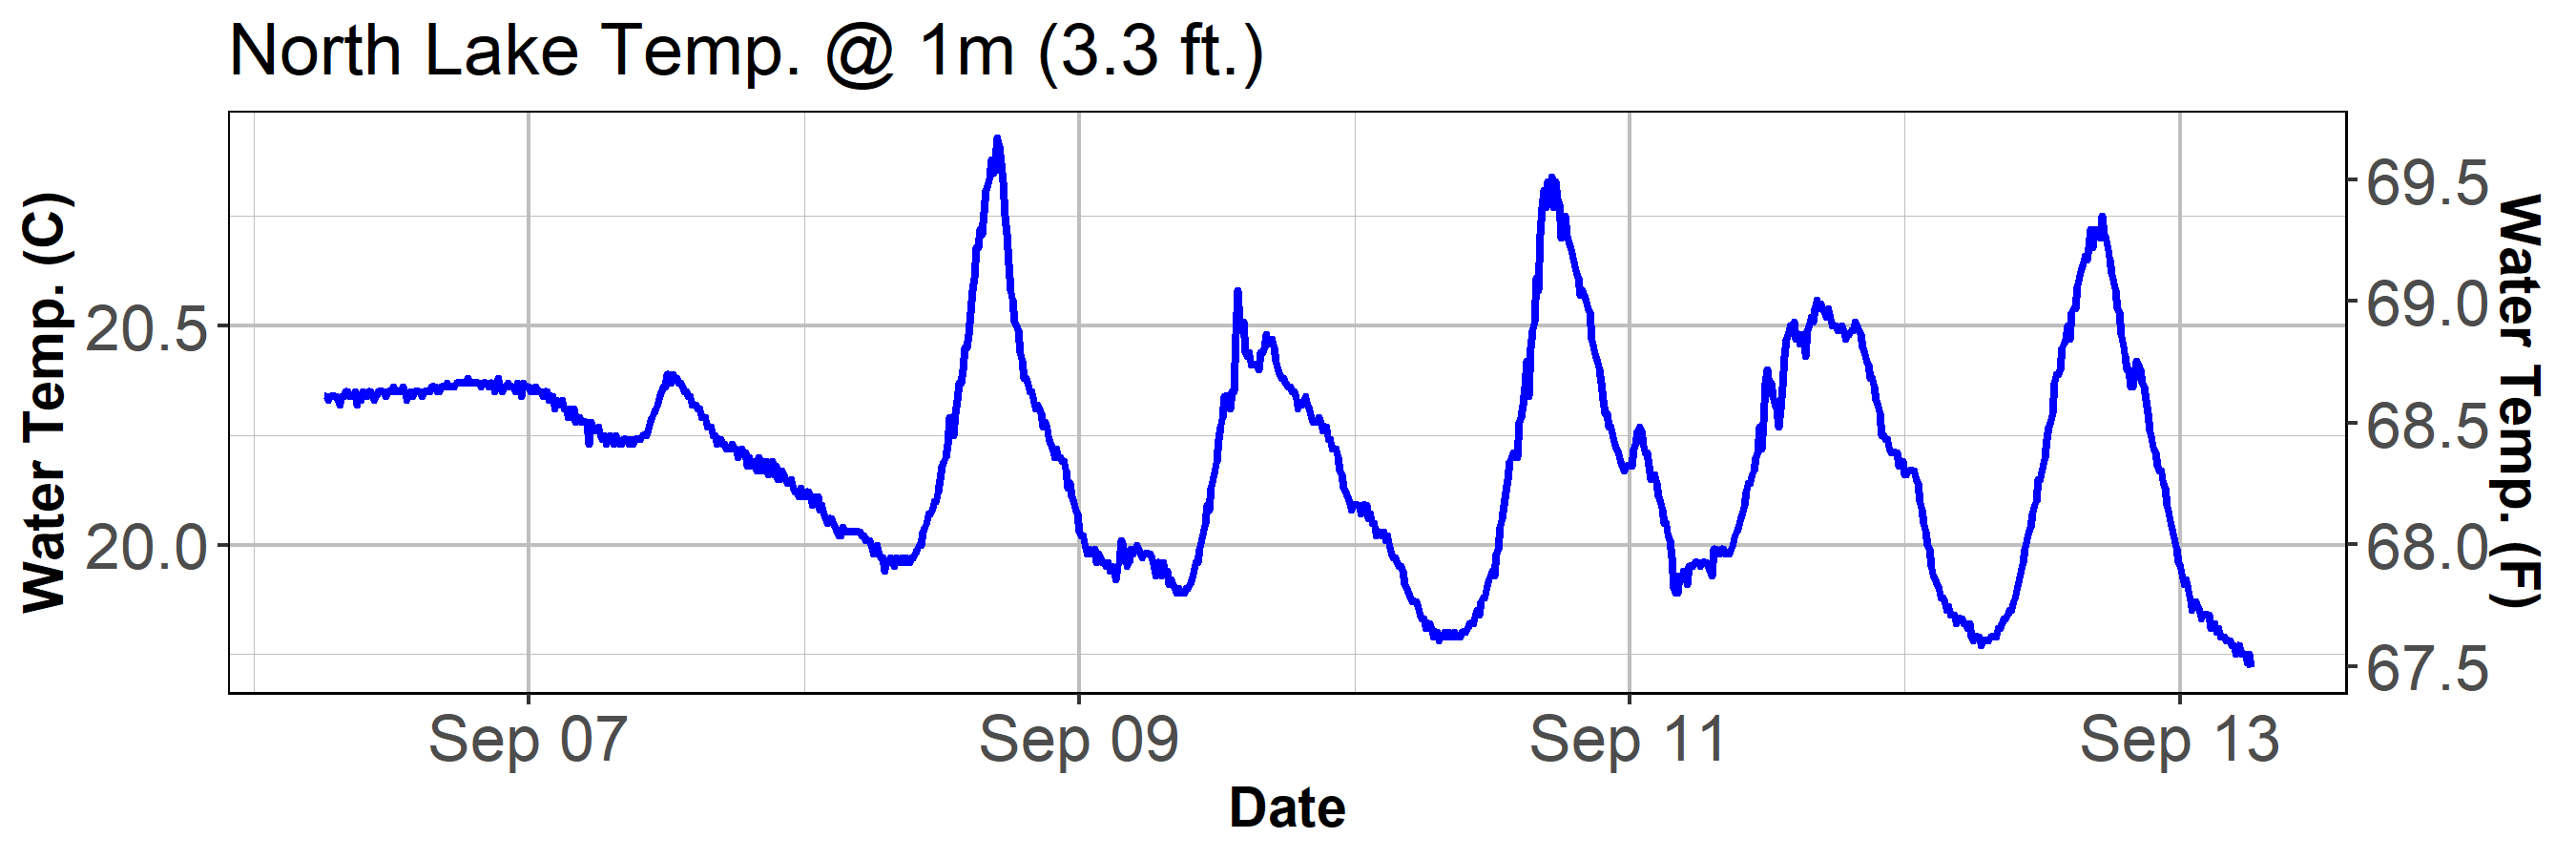 North Lake Temp. @ 1m (3.3 ft.)
Water Temp. (C)
20.5
20.0
69.5
69.0
68.5
68.0
67.5
Water Temp. (F)
Sep 07
Sep 09
Sep 11
Sep 13
Date